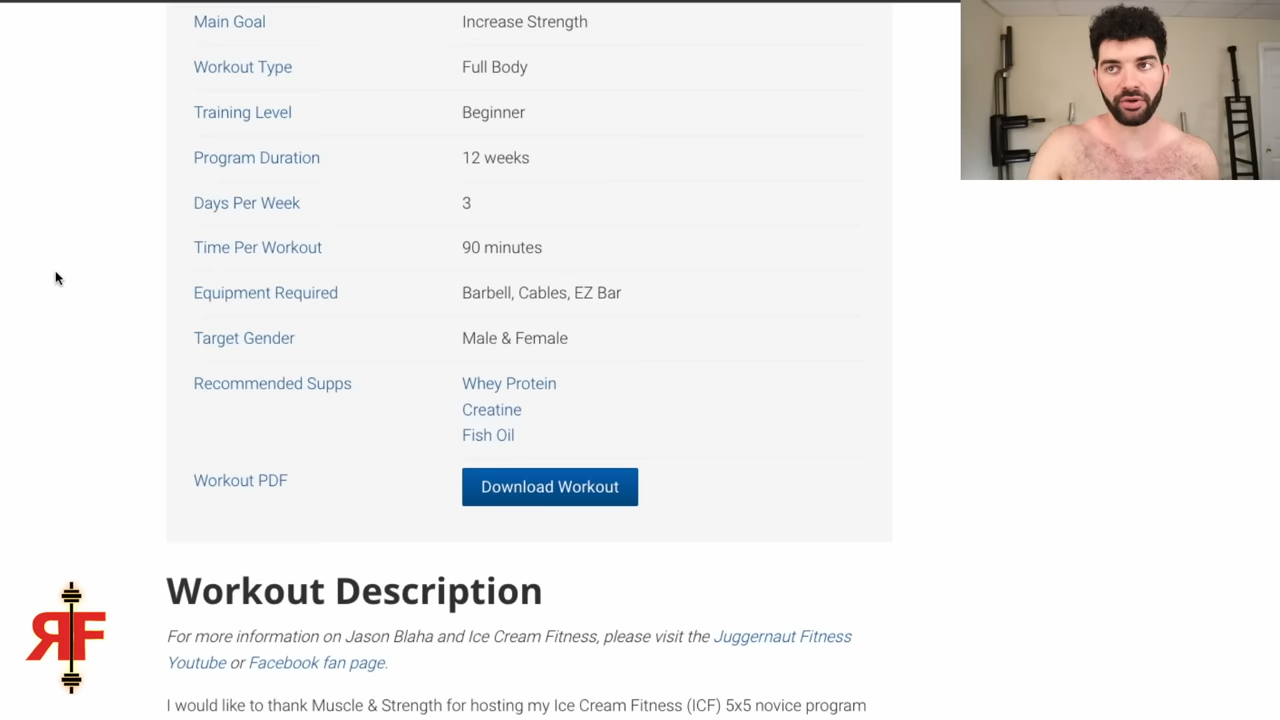 Main Goal Increase Strength
Workout Type Full Body
Training Level Beginner
Program Duration 12 weeks
Days Per Week 3
Time Per Workout 90 minutes
Equipment Required Barbell, Cables, EZ Bar
Target Gender Male & Female
Recommended Supps Whey Protein
Creatine
Fish Oil
Workout PDF Download Workout
Workout Description
For more information on Jason Blaha and Ice Cream Fitness, please visit the Juggernaut Fitness
Youtube or Facebook fan page.
I would like to thank Muscle & Strength for hosting my Ice Cream Fitness (ICF) 5x5 novice program
RF